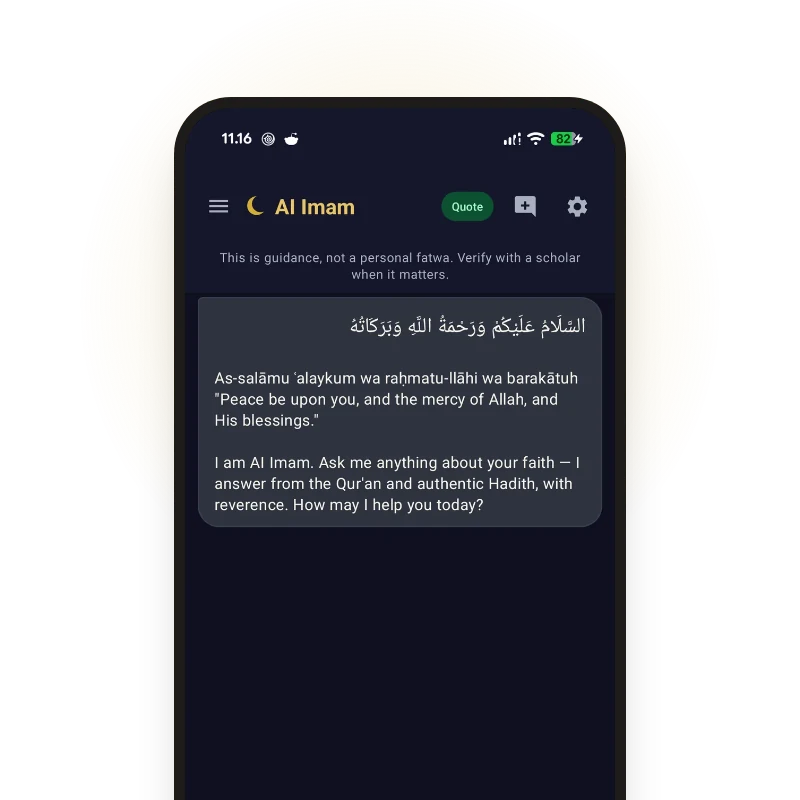 11.16
82
AI Imam
Quote
This is guidance, not a personal fatwa. Verify with a scholar
when it matters.
السَّلَامُ عَلَيْكُمْ وَرَحْمَةُ اللَّهِ وَبَرَكَاتُهُ
As-salāmu ʿalaykum wa raḥmatu-llāhi wa barakātuh
"Peace be upon you, and the mercy of Allah, and
His blessings."
I am AI Imam. Ask me anything about your faith — I
answer from the Qur'an and authentic Hadith, with
reverence. How may I help you today?